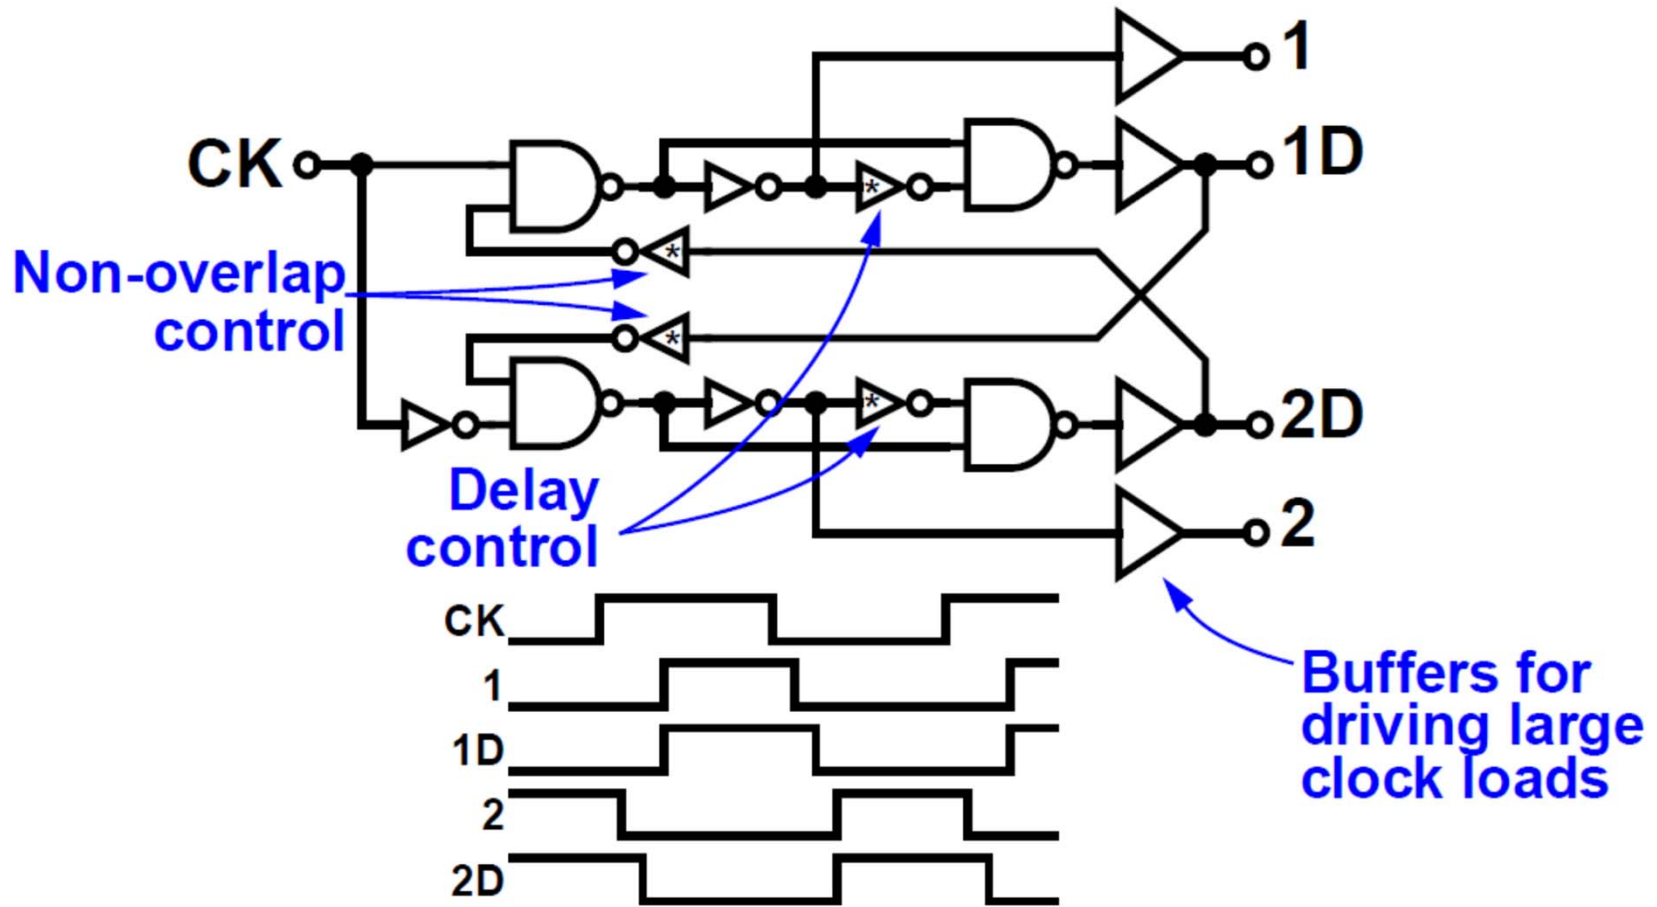 1
CK
1D
*
*
Non-overlap
control
*
*
2D
Delay
control
2
CK
1
1D
2
2D
Buffers for
driving large
clock loads